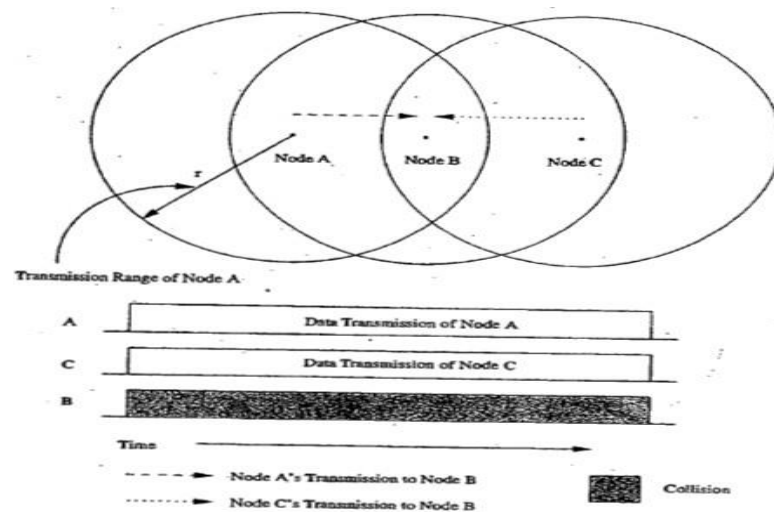 r
Node A
Node B
Node C
Transmission Range of Node A
A
Data Transmission of Node A
C
Data Transmission of Node C
B
Time
Node A's Transmission to Node B
Node C's Transmission to Node B
Collision